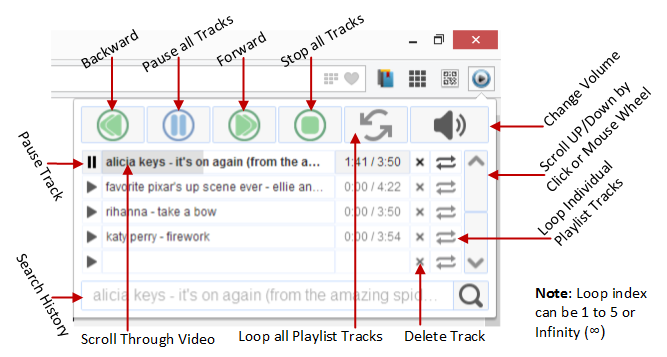 Backward
Pause all Tracks
Forward
Stop all Tracks
Change Volume
Scroll UP/Down by
Click or Mouse Wheel
Pause Track
alicia keys - it's on again (from the a... 1:41 / 3:50
favorite pixar's up scene ever - ellie an... 0:00 / 4:22
rihanna - take a bow 0:00 / 3:50
katy perry - firework 0:00 / 3:54
Loop Individual
Playlist Tracks
Search History
alicia keys - it's on again (from the amazing spid...
Note: Loop index
can be 1 to 5 or
Infinity (∞)
Scroll Through Video
Loop all Playlist Tracks
Delete Track